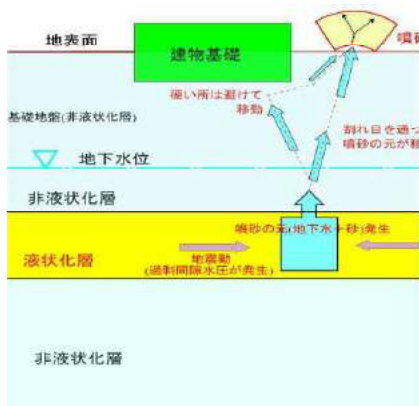 地表面
建物基礎
噴砂
硬い所は避けて
移動
基礎地盤(非液状化層)
割れ目を通っ
噴砂の元が移
地下水位
非液状化層
噴砂の元(地下水+砂)発生
液状化層
地震動
(過剰間隙水圧が発生)
非液状化層